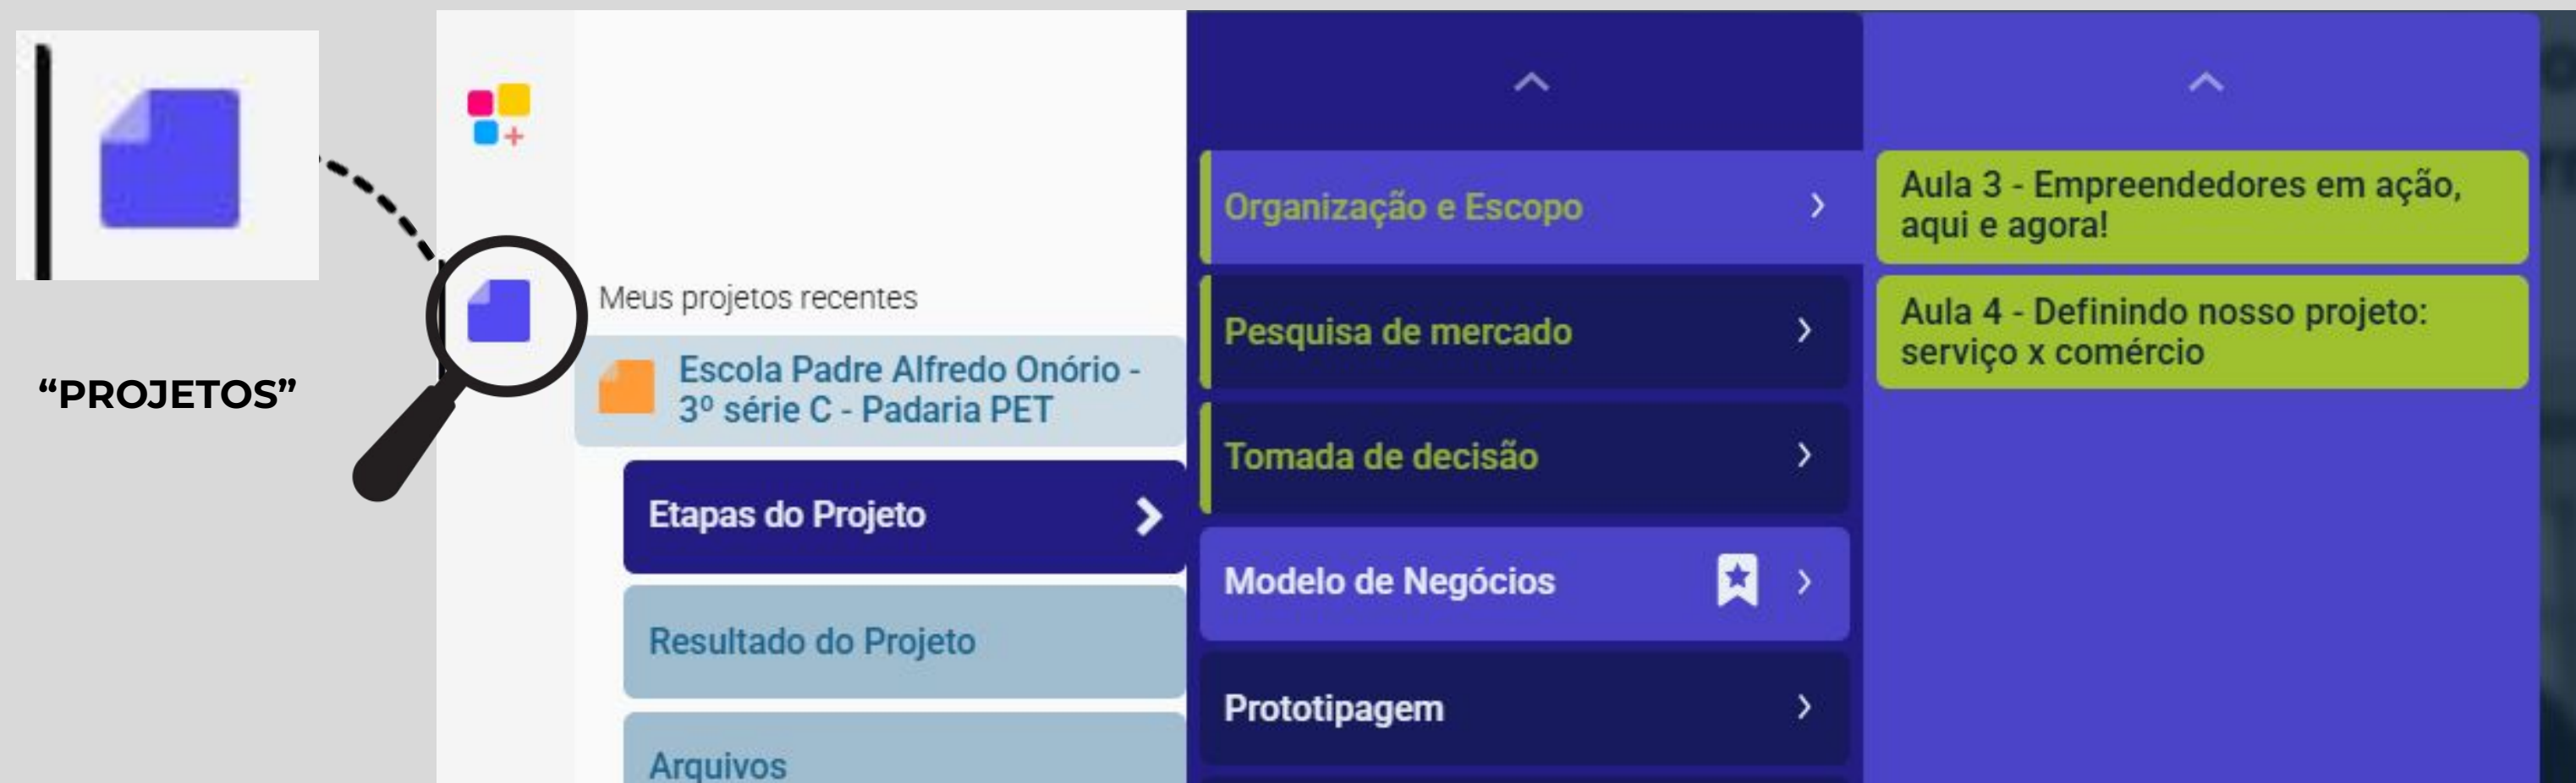 “PROJETOS”
Meus projetos recentes
Escola Padre Alfredo Onório -
3º série C - Padaria PET
Etapas do Projeto
Resultado do Projeto
Arquivos
Organização e Escopo
Pesquisa de mercado
Tomada de decisão
Modelo de Negócios
Prototipagem
Aula 3 - Empreendedores em ação,
aqui e agora!
Aula 4 - Definindo nosso projeto:
serviço x comércio